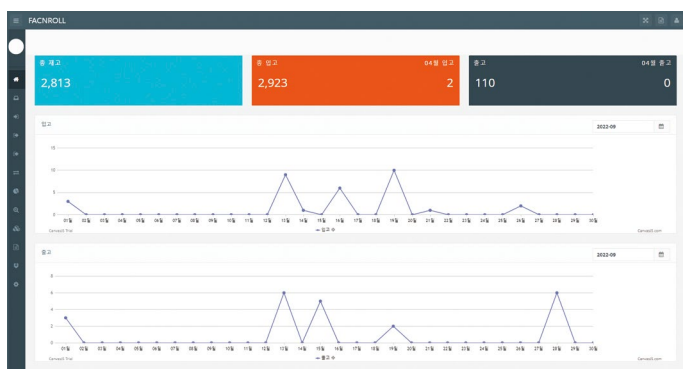 FACNROLL
총 재고
2,813
총 입고 04월 입고
2,923 2
출고 04월 출고
110 0
입고
2022-09
15
10
5
0
01일 02일 03일 04일 05일 06일 07일 08일 09일 10일 11일 12일 13일 14일 15일 16일 17일 18일 19일 20일 21일 22일 23일 24일 25일 26일 27일 28일 29일 30일
CanvasJS Trial 입고 수 CanvasJS.com
출고
2022-09
8
6
4
2
0
01일 02일 03일 04일 05일 06일 07일 08일 09일 10일 11일 12일 13일 14일 15일 16일 17일 18일 19일 20일 21일 22일 23일 24일 25일 26일 27일 28일 29일 30일
CanvasJS Trial 출고 수 CanvasJS.com